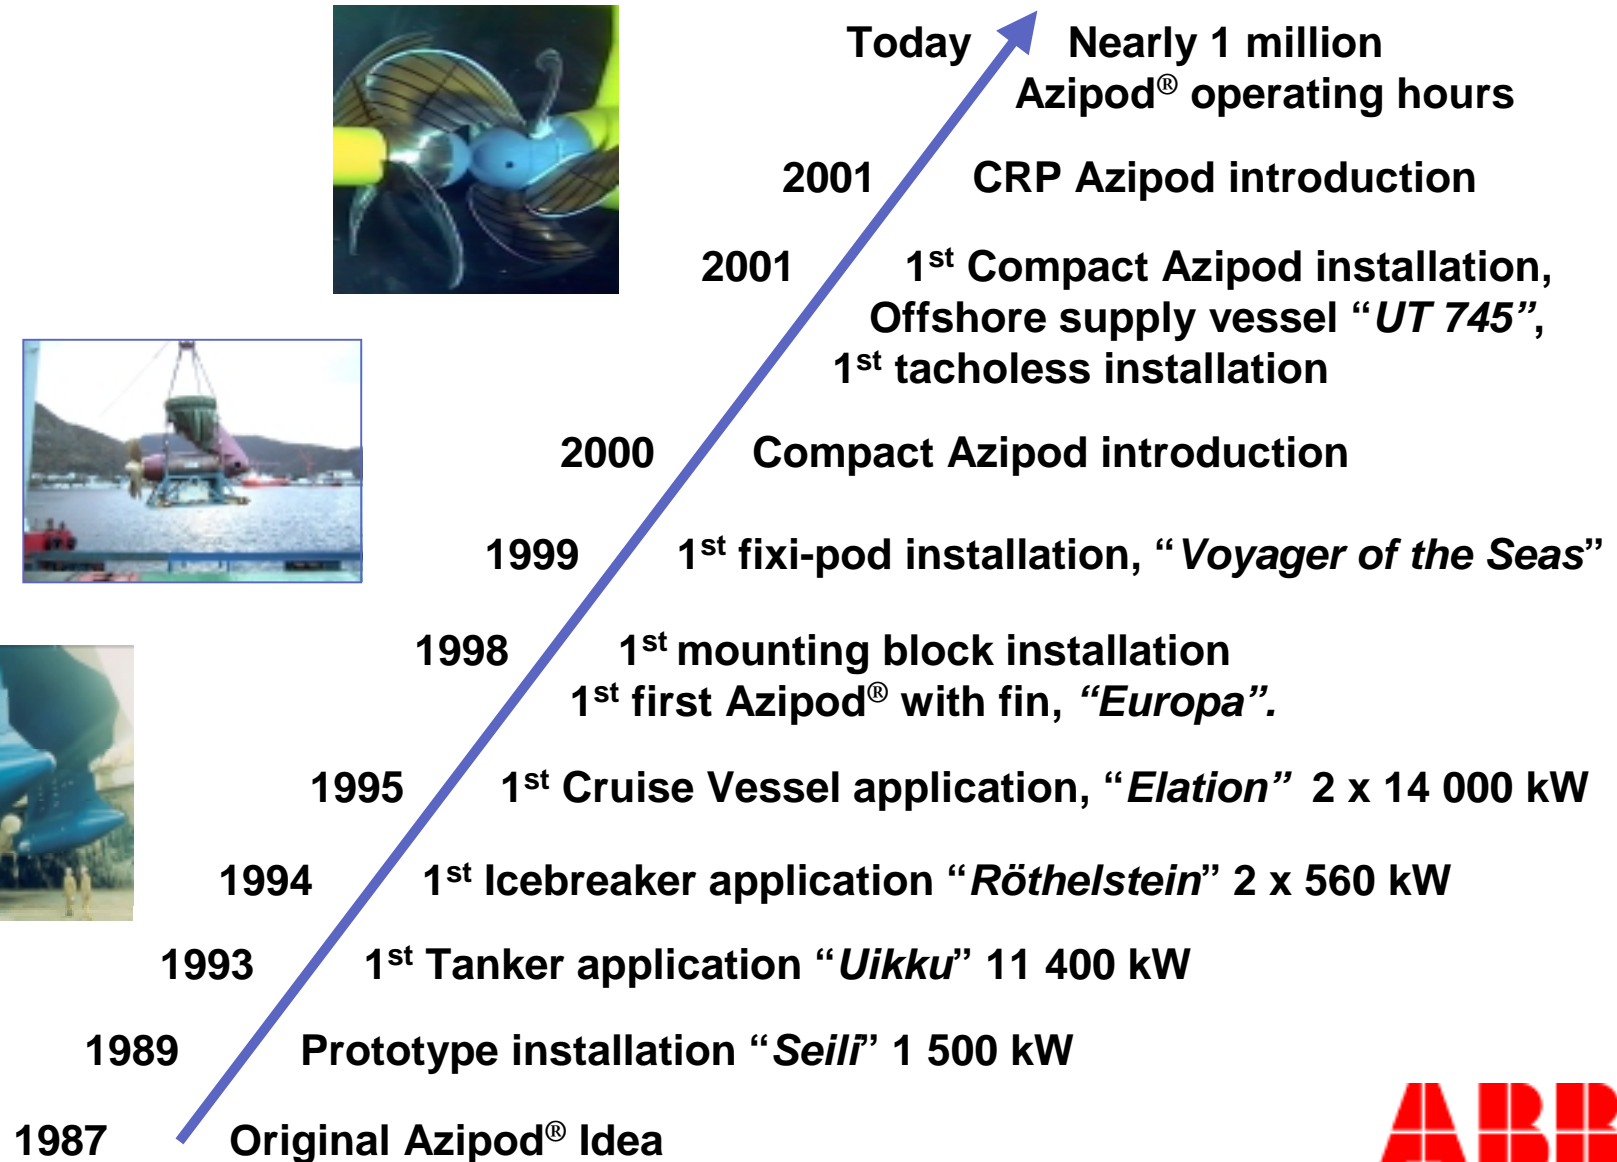 Today Nearly 1 million
Azipod® operating hours
2001 CRP Azipod introduction
2001 1st Compact Azipod installation,
Offshore supply vessel “UT 745”,
1st tacholess installation
2000 Compact Azipod introduction
1999 1st fixi-pod installation, “Voyager of the Seas”
1998 1st mounting block installation
1st first Azipod® with fin, “Europa”.
1995 1st Cruise Vessel application, “Elation” 2 x 14 000 kW
1994 1st Icebreaker application “Röthelstein” 2 x 560 kW
1993 1st Tanker application “Uikku” 11 400 kW
1989 Prototype installation “Seili” 1 500 kW
1987 Original Azipod® Idea
ABB